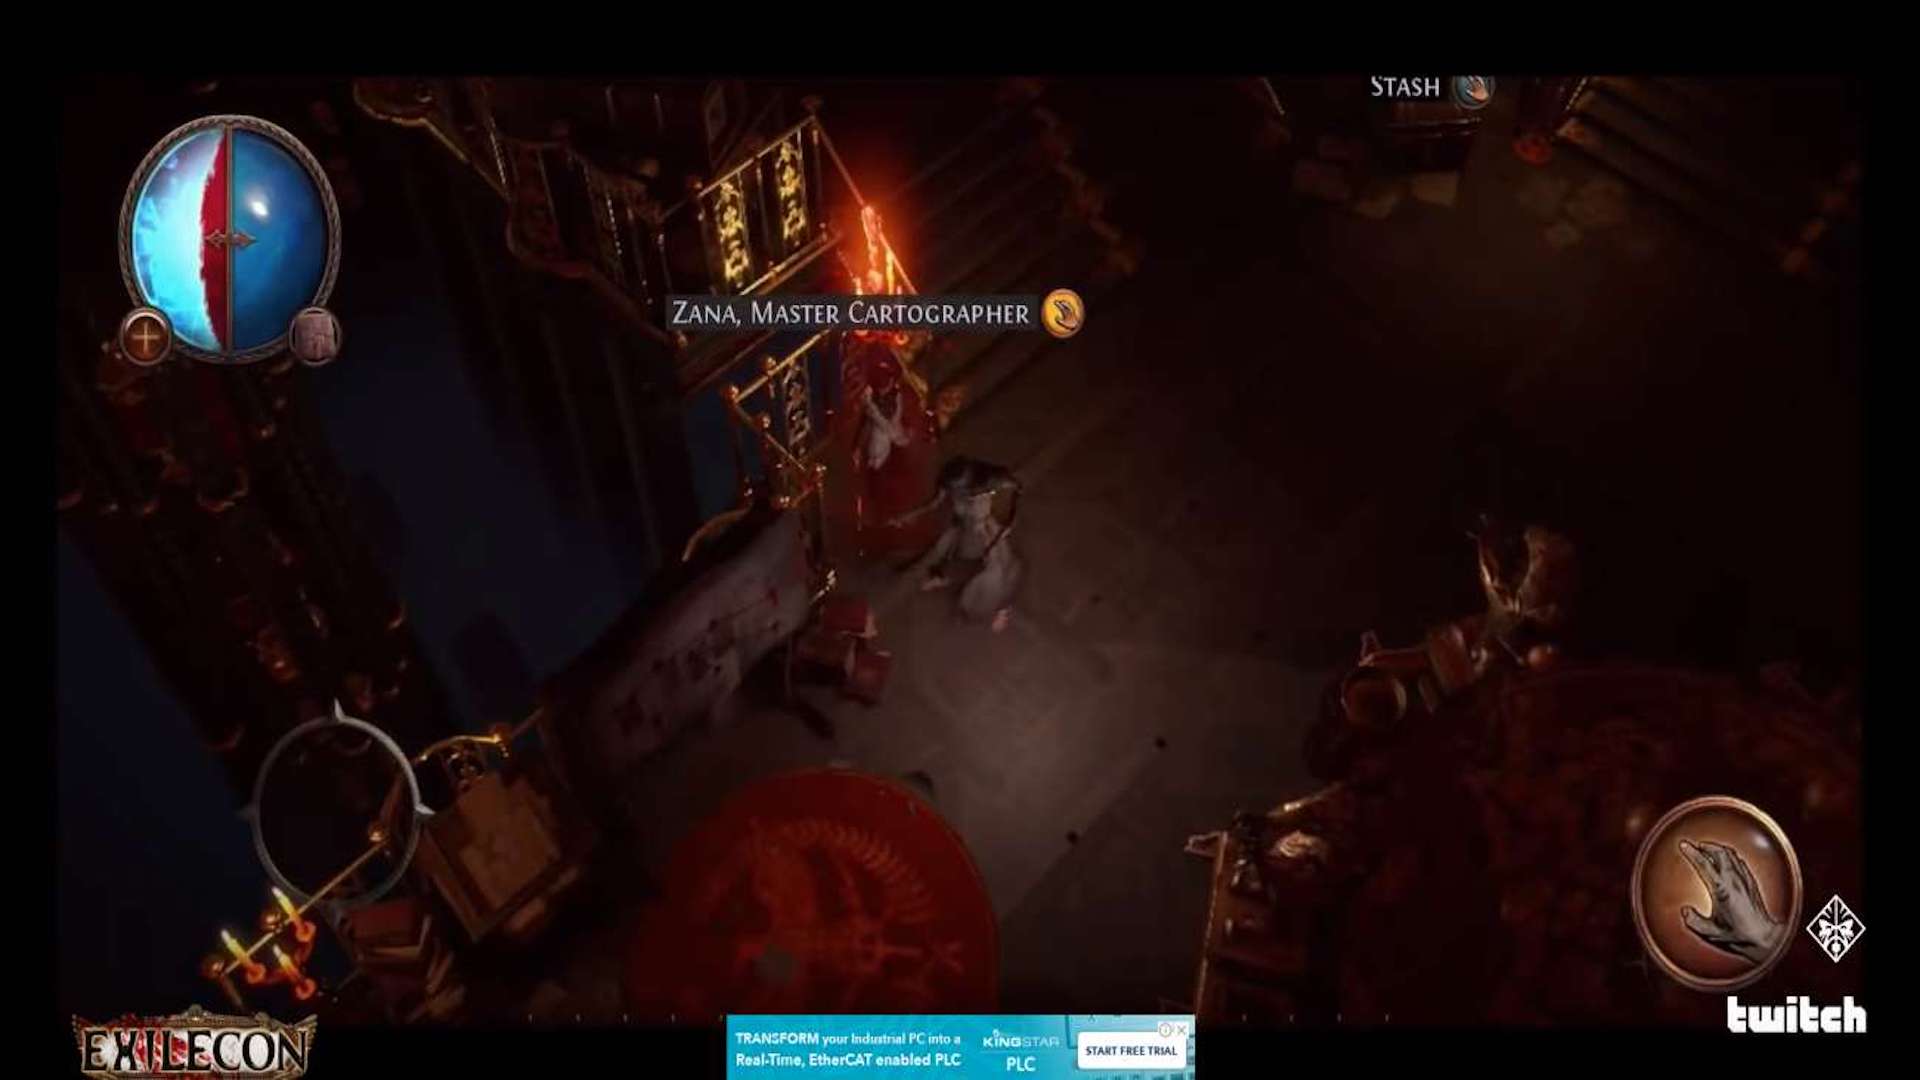 STASH
ZANA, MASTER CARTOGRAPHER
EXILECON
TRANSFORM your Industrial PC into a
Real-Time, EtherCAT enabled PLC
KINGSTAR
PLC
START FREE TRIAL
twitch